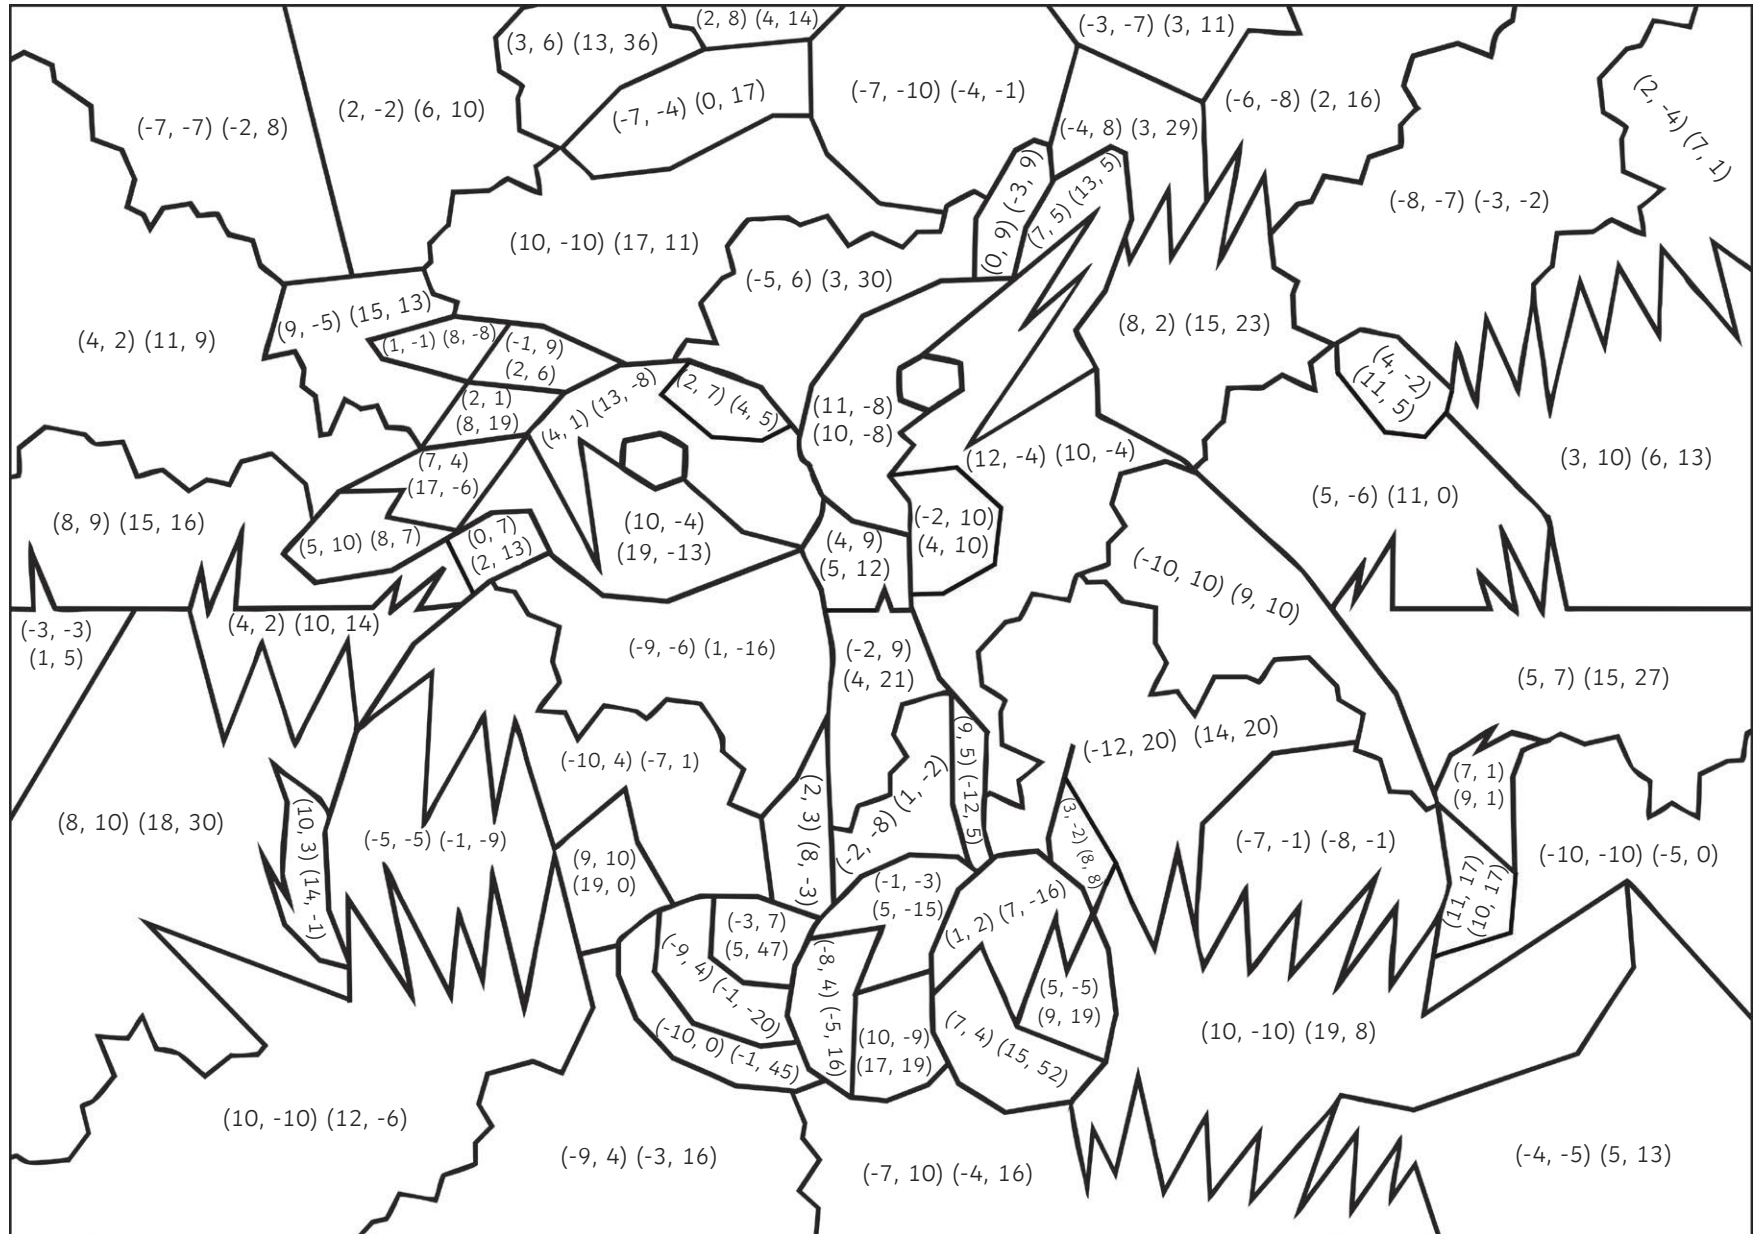 (2, 8) (4, 14)
(-3, -7) (3, 11)
(3, 6) (13, 36)
(-7, -10) (-4, -1)
(-6, -8) (2, 16)
(2, -4) (7, 1)
(2, -2) (6, 10)
(-7, -4) (0, 17)
(-7, -7) (-2, 8)
(-4, 8) (3, 29)
(-8, -7) (-3, -2)
(0, 9) (-3, 9)
(7, 5) (13, 5)
(10, -10) (17, 11)
(-5, 6) (3, 30)
(9, -5) (15, 13)
(8, 2) (15, 23)
(4, 2) (11, 9)
(1, -1) (8, -8)
(-1, 9)
(2, 6)
(4, -2)
(11, 5)
(2, 1)
(8, 19)
(4, 1) (13, -8)
(2, 7) (4, 5)
(11, -8)
(10, -8)
(12, -4) (10, -4)
(3, 10) (6, 13)
(7, 4)
(17, -6)
(5, -6) (11, 0)
(8, 9) (15, 16)
(5, 10) (8, 7)
(0, 7)
(2, 13)
(10, -4)
(19, -13)
(4, 9)
(5, 12)
(-2, 10)
(4, 10)
(-10, 10) (9, 10)
(-3, -3)
(1, 5)
(4, 2) (10, 14)
(-9, -6) (1, -16)
(-2, 9)
(4, 21)
(5, 7) (15, 27)
(-12, 20) (14, 20)
(-10, 4) (-7, 1)
(9, 5) (-12, 5)
(7, 1)
(9, 1)
(8, 10) (18, 30)
(10, 3) (14, -1)
(-5, -5) (-1, -9)
(2, 3) (8, -3)
(-2, -8) (1, -2)
(3, -2) (8, 8)
(-7, -1) (-8, -1)
(-10, -10) (-5, 0)
(9, 10)
(19, 0)
(-1, -3)
(5, -15)
(11, 17)
(10, 17)
(-3, 7)
(5, 47)
(1, 2) (7, -16)
(-9, 4) (-1, -20)
(-8, 4) (-5, 16)
(5, -5)
(9, 19)
(-10, 0) (-1, 45)
(10, -9)
(17, 19)
(7, 4) (15, 52)
(10, -10) (19, 8)
(10, -10) (12, -6)
(-9, 4) (-3, 16)
(-7, 10) (-4, 16)
(-4, -5) (5, 13)